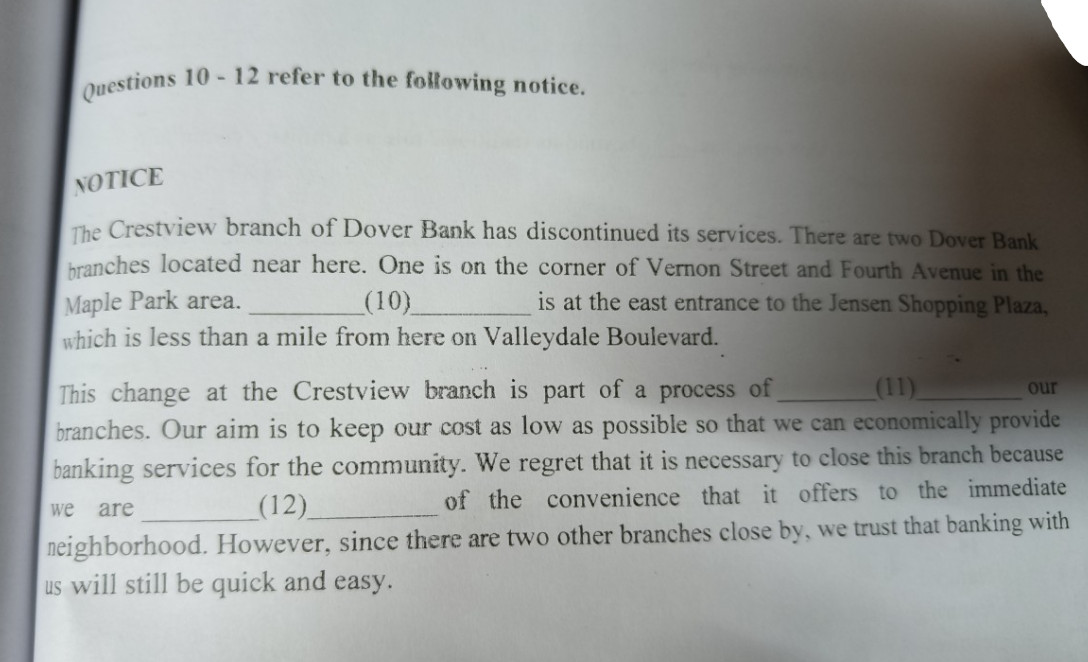 Questions 10 - 12 refer to the following notice.
NOTICE
The Crestview branch of Dover Bank has discontinued its services. There are two Dover Bank
branches located near here. One is on the corner of Vernon Street and Fourth Avenue in the
Maple Park area. __________(10)__________ is at the east entrance to the Jensen Shopping Plaza,
which is less than a mile from here on Valleydale Boulevard.
This change at the Crestview branch is part of a process of ________(11)________ our
branches. Our aim is to keep our cost as low as possible so that we can economically provide
banking services for the community. We regret that it is necessary to close this branch because
we are __________(12)__________ of the convenience that it offers to the immediate
neighborhood. However, since there are two other branches close by, we trust that banking with
us will still be quick and easy.